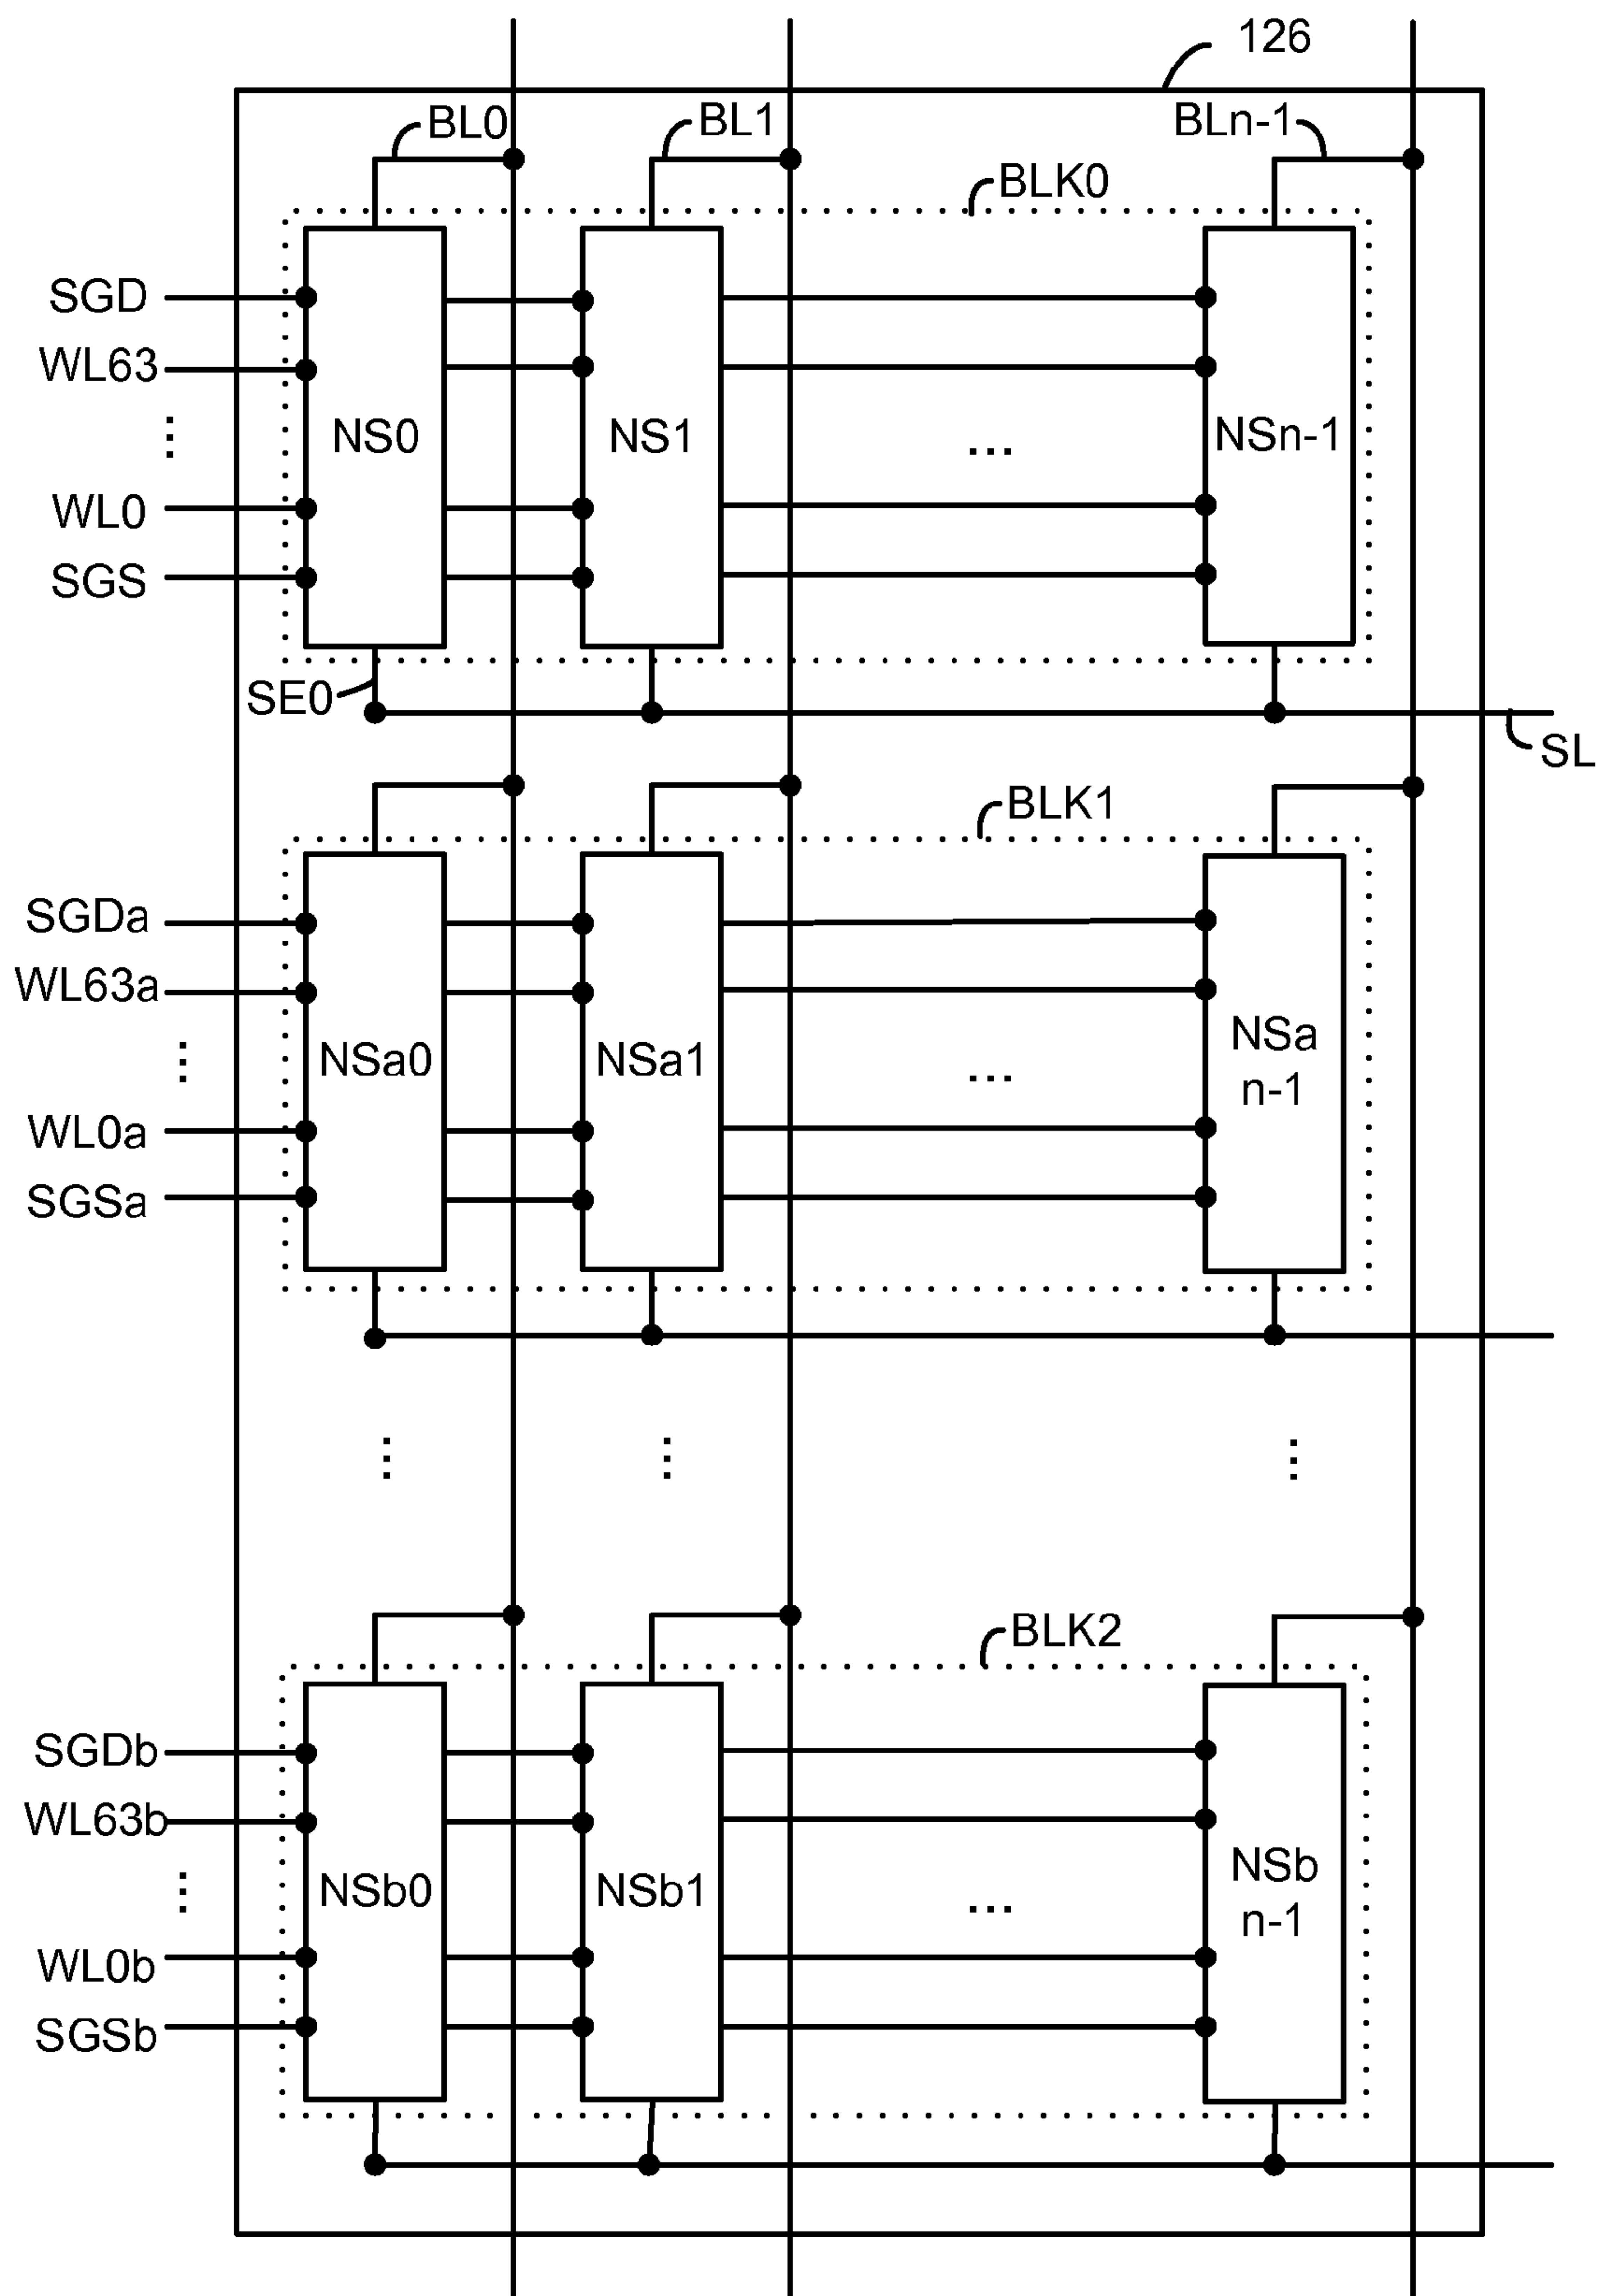 126
BL0
BL1
BLn-1
BLK0
SGD
WL63
⋮
WL0
SGS
NS0
NS1
...
NSn-1
SE0
SL
BLK1
SGDa
WL63a
⋮
WL0a
SGSa
NSa0
NSa1
...
NSa
n-1
⋮
⋮
⋮
BLK2
SGDb
WL63b
⋮
WL0b
SGSb
NSb0
NSb1
...
NSb
n-1